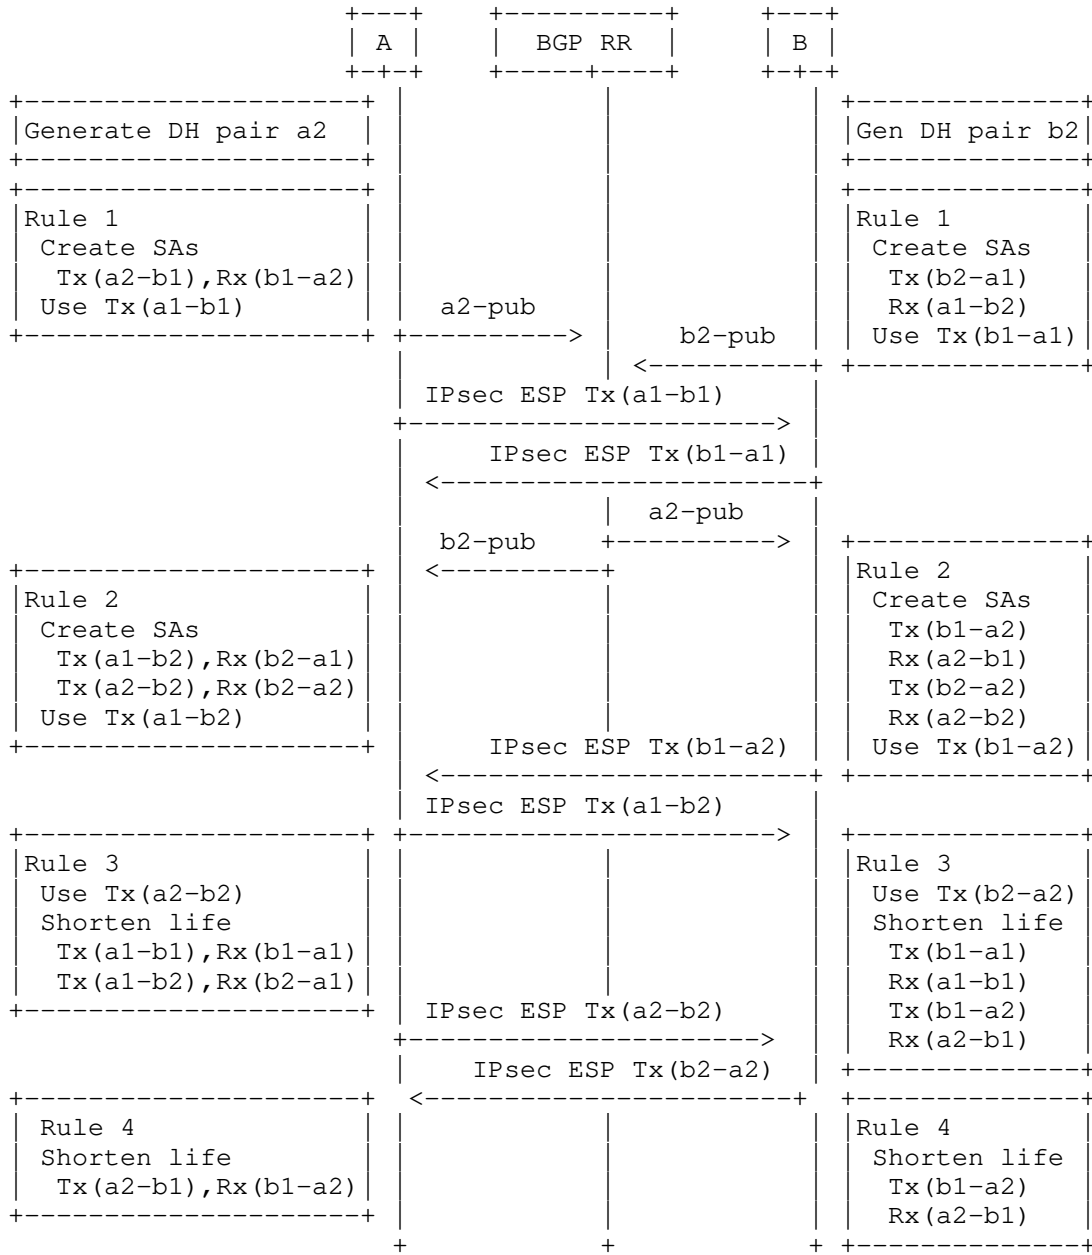 A BGP RR B
Generate DH pair a2 Gen DH pair b2
Rule 1 Rule 1
Create SAs Create SAs
Tx(a2-b1),Rx(b1-a2) Tx(b2-a1)
Use Tx(a1-b1) a2-pub Rx(a1-b2)
b2-pub Use Tx(b1-a1)
IPsec ESP Tx(a1-b1)
IPsec ESP Tx(b1-a1)
a2-pub
b2-pub
Rule 2
Rule 2 Create SAs
Create SAs Tx(b1-a2)
Tx(a1-b2),Rx(b2-a1) Rx(a2-b1)
Tx(a2-b2),Rx(b2-a2) Tx(b2-a2)
Use Tx(a1-b2) Rx(a2-b2)
IPsec ESP Tx(b1-a2) Use Tx(b1-a2)
IPsec ESP Tx(a1-b2)
Rule 3 Rule 3
Use Tx(a2-b2) Use Tx(b2-a2)
Shorten life Shorten life
Tx(a1-b1),Rx(b1-a1) Tx(b1-a1)
Tx(a1-b2),Rx(b2-a1) Rx(a1-b1)
IPsec ESP Tx(a2-b2) Tx(b1-a2)
Rx(a2-b1)
IPsec ESP Tx(b2-a2)
Rule 4 Rule 4
Shorten life Shorten life
Tx(a2-b1),Rx(b1-a2) Tx(b1-a2)
Rx(a2-b1)